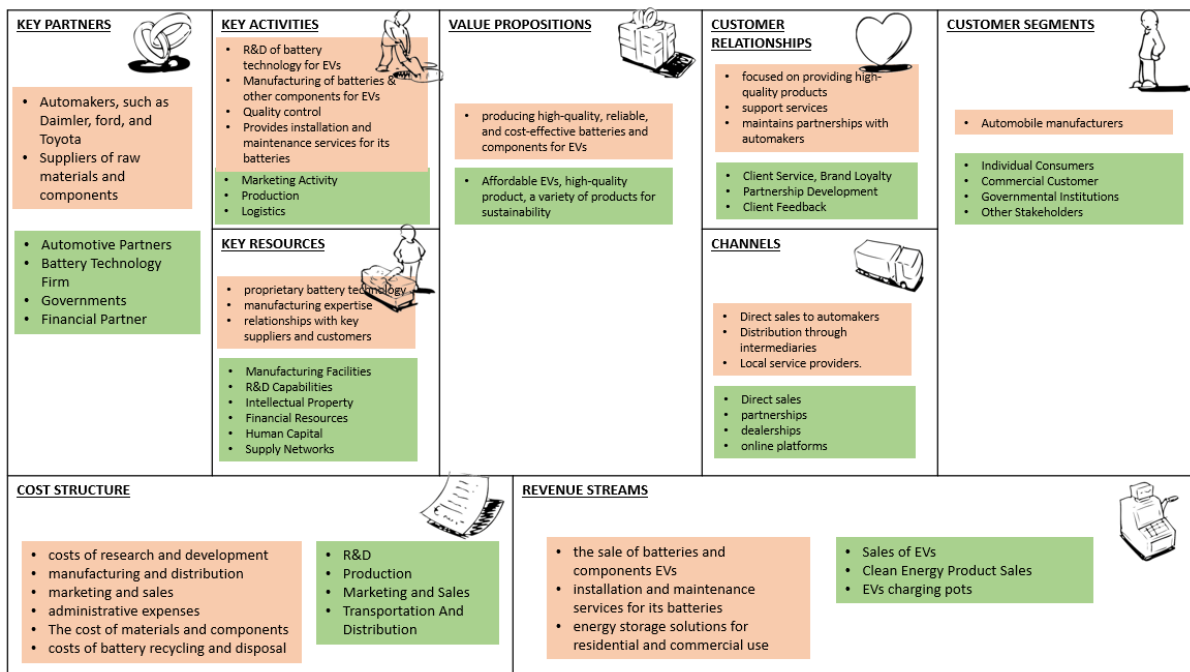 KEY PARTNERS
• Automakers, such as
Daimler, ford, and
Toyota
• Suppliers of raw
materials and
components
• Automotive Partners
• Battery Technology
Firm
• Governments
• Financial Partner
KEY ACTIVITIES
• R&D of battery
technology for EVs
• Manufacturing of batteries &
other components for EVs
• Quality control
• Provides installation and
maintenance services for its
batteries
• Marketing Activity
• Production
• Logistics
KEY RESOURCES
• proprietary battery technology
• manufacturing expertise
• relationships with key
suppliers and customers
• Manufacturing Facilities
• R&D Capabilities
• Intellectual Property
• Financial Resources
• Human Capital
• Supply Networks
VALUE PROPOSITIONS
• producing high-quality, reliable,
and cost-effective batteries and
components for EVs
• Affordable EVs, high-quality
product, a variety of products for
sustainability
CUSTOMER
RELATIONSHIPS
• focused on providing high-
quality products
• support services
• maintains partnerships with
automakers
• Client Service, Brand Loyalty
• Partnership Development
• Client Feedback
CHANNELS
• Direct sales to automakers
• Distribution through
intermediaries
• Local service providers.
• Direct sales
• partnerships
• dealerships
• online platforms
CUSTOMER SEGMENTS
• Automobile manufacturers
• Individual Consumers
• Commercial Customer
• Governmental Institutions
• Other Stakeholders
COST STRUCTURE
• costs of research and development
• manufacturing and distribution
• marketing and sales
• administrative expenses
• The cost of materials and components
• costs of battery recycling and disposal
• R&D
• Production
• Marketing and Sales
• Transportation And
Distribution
REVENUE STREAMS
• the sale of batteries and
components EVs
• installation and maintenance
services for its batteries
• energy storage solutions for
residential and commercial use
• Sales of EVs
• Clean Energy Product Sales
• EVs charging pots